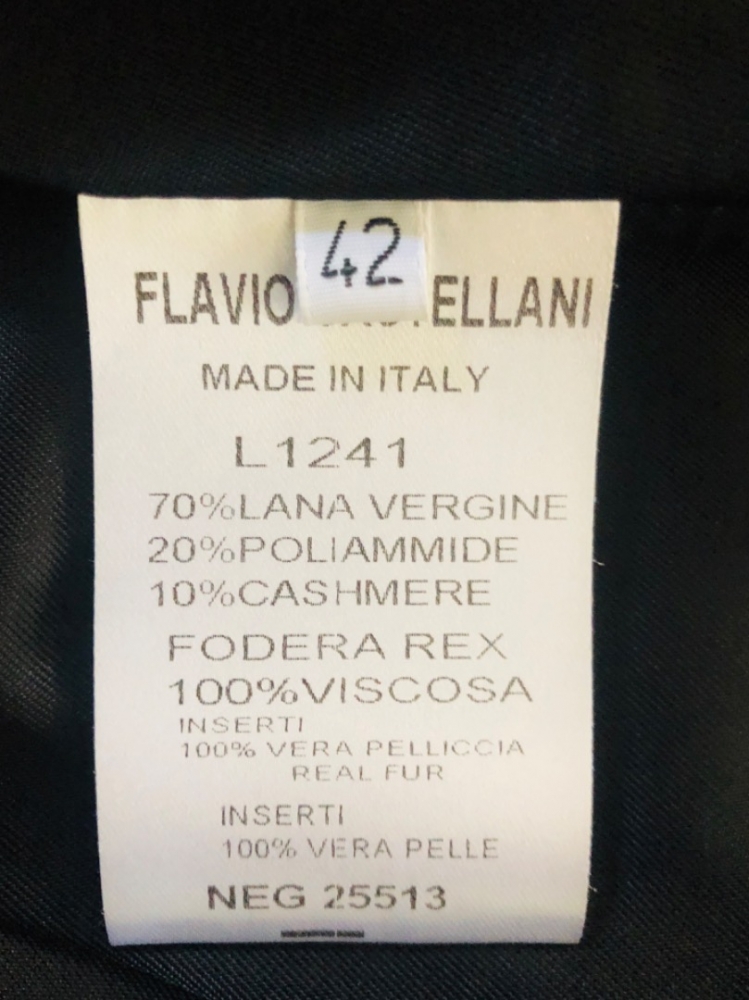 42
FLAVIO ELLANI
MADE IN ITALY
L1241
70%LANA VERGINE
20%POLIAMMIDE
10%CASHMERE
FODERA REX
100%VISCOSA
INSERTI
100% VERA PELLICCIA
REAL FUR
INSERTI
100% VERA PELLE
NEG 25513